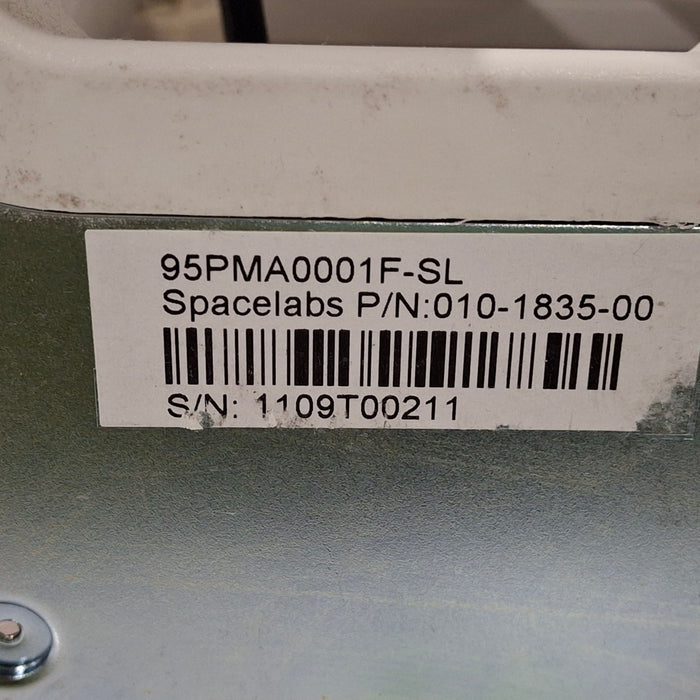 95PMA0001F-SL
Spacelabs P/N:010-1835-00
S/N: 1109T00211